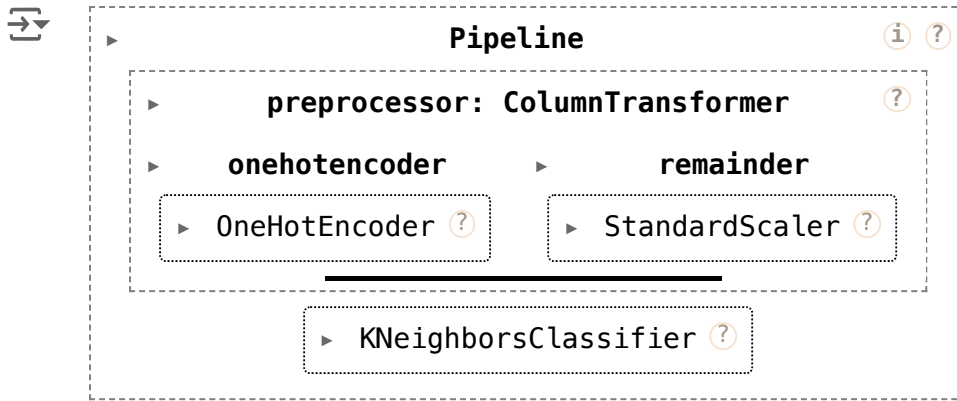 Pipeline i ?
preprocessor: ColumnTransformer ?
onehotencoder remainder
OneHotEncoder ? StandardScaler ?
KNeighborsClassifier ?